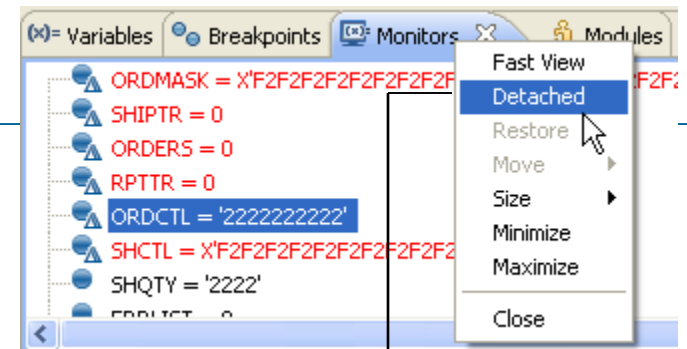 (x)= Variables Breakpoints Monitors Modules
ORDMASK = X'F2F2F2F2F2F2F2F2F F2F2
SHIPTR = 0
ORDERS = 0
RPTTR = 0
ORDCTL = '2222222222'
SHCTL = X'F2F2F2F2F2F2F2F2F2
SHQTY = '2222'
Fast View
Detached
Restore
Move
Size
Minimize
Maximize
Close